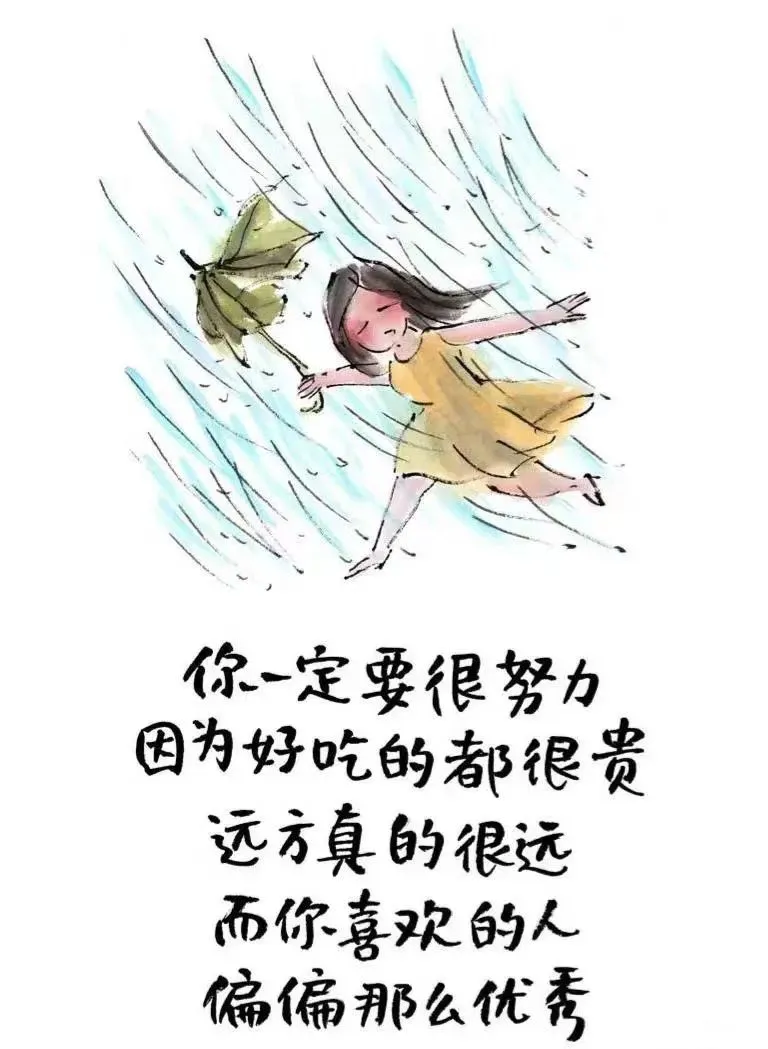 你一定要很努力
因为好吃的都很贵
远方真的很远
而你喜欢的人
偏偏那么优秀